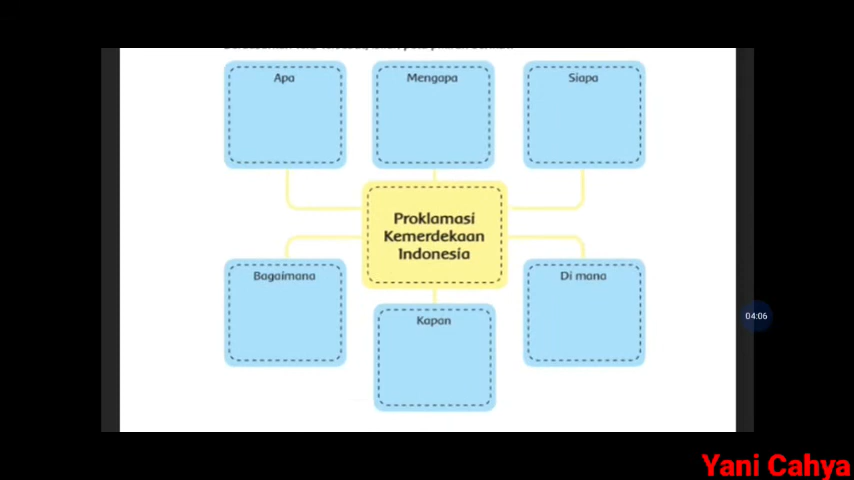 Apa
Mengapa
Siapa
Proklamasi
Kemerdekaan
Indonesia
Bagaimana
Di mana
Kapan
04:06
Yani Cahya